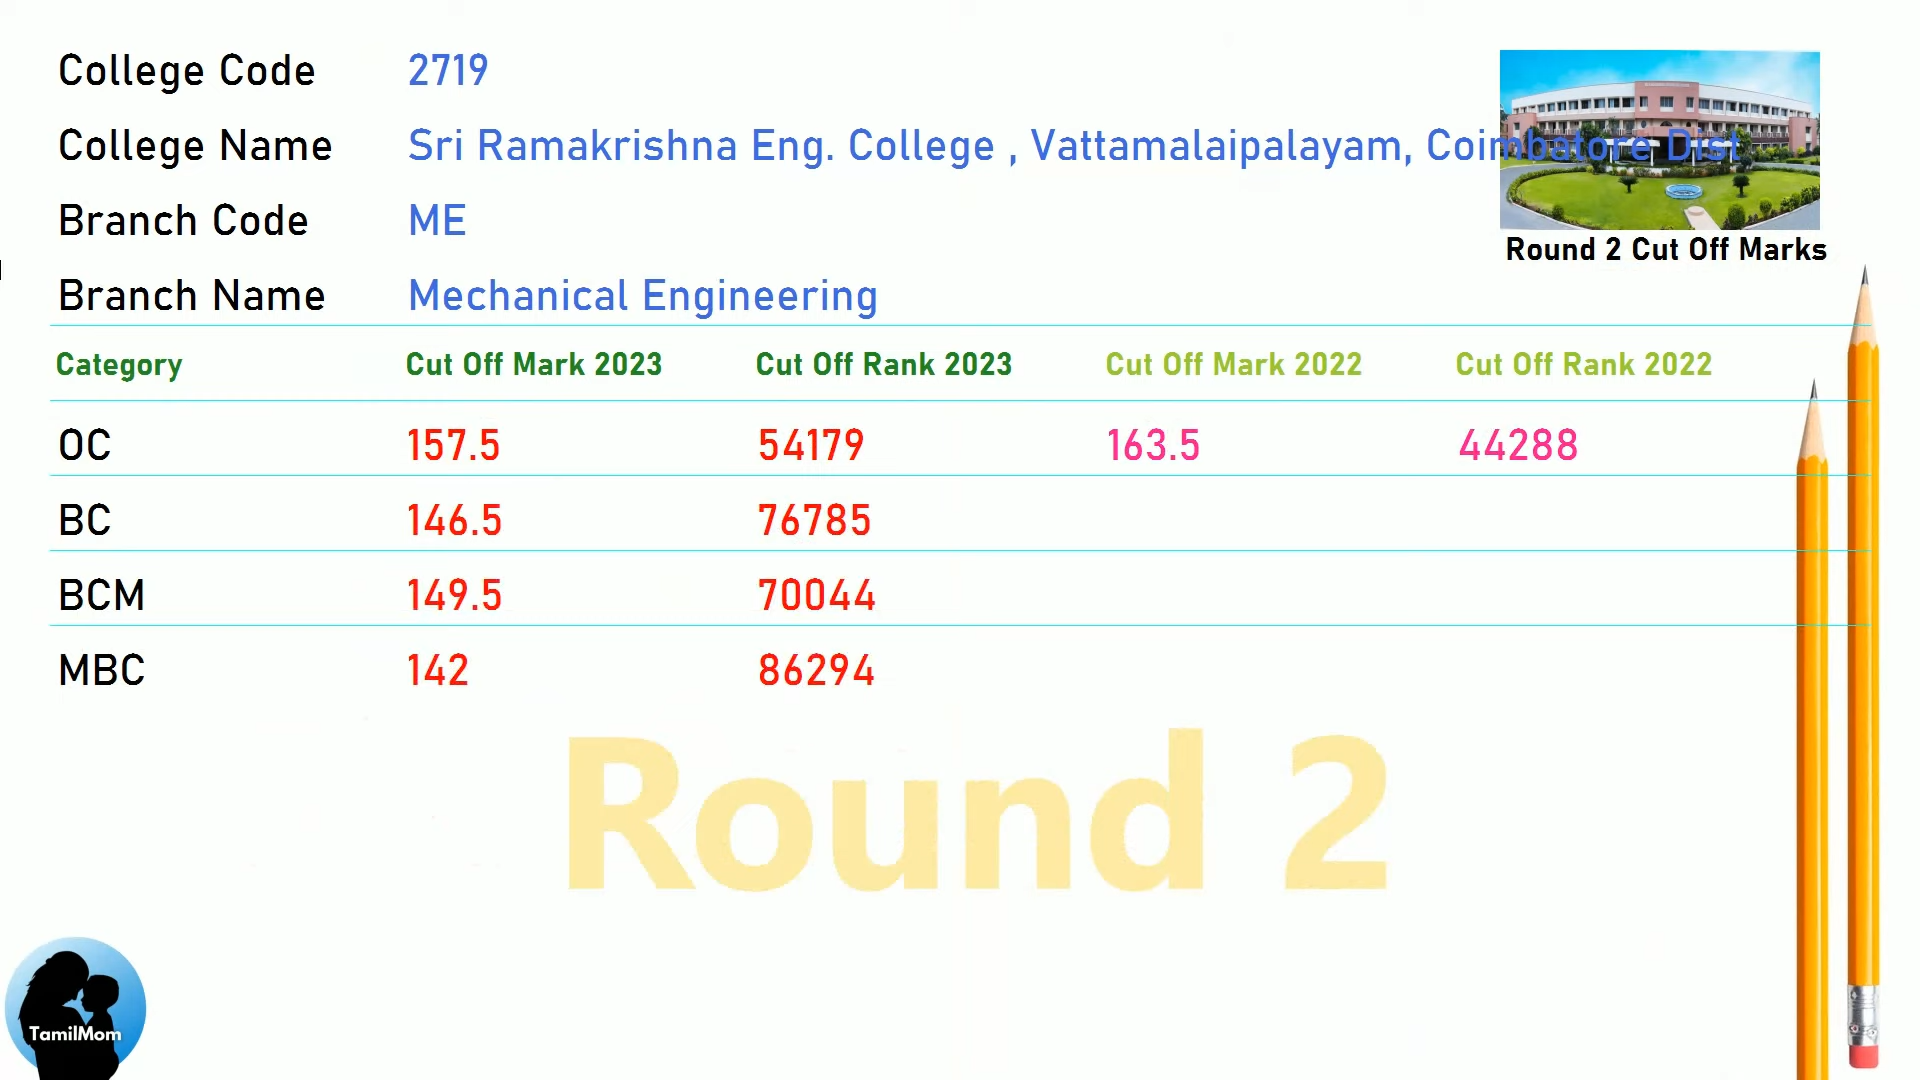 College Code 2719
College Name Sri Ramakrishna Eng. College , Vattamalaipalayam, Coimbatore Dist
Branch Code ME
Round 2 Cut Off Marks
Branch Name Mechanical Engineering
Category Cut Off Mark 2023 Cut Off Rank 2023 Cut Off Mark 2022 Cut Off Rank 2022
OC 157.5 54179 163.5 44288
BC 146.5 76785
BCM 149.5 70044
MBC 142 86294
Round 2
TamilMom